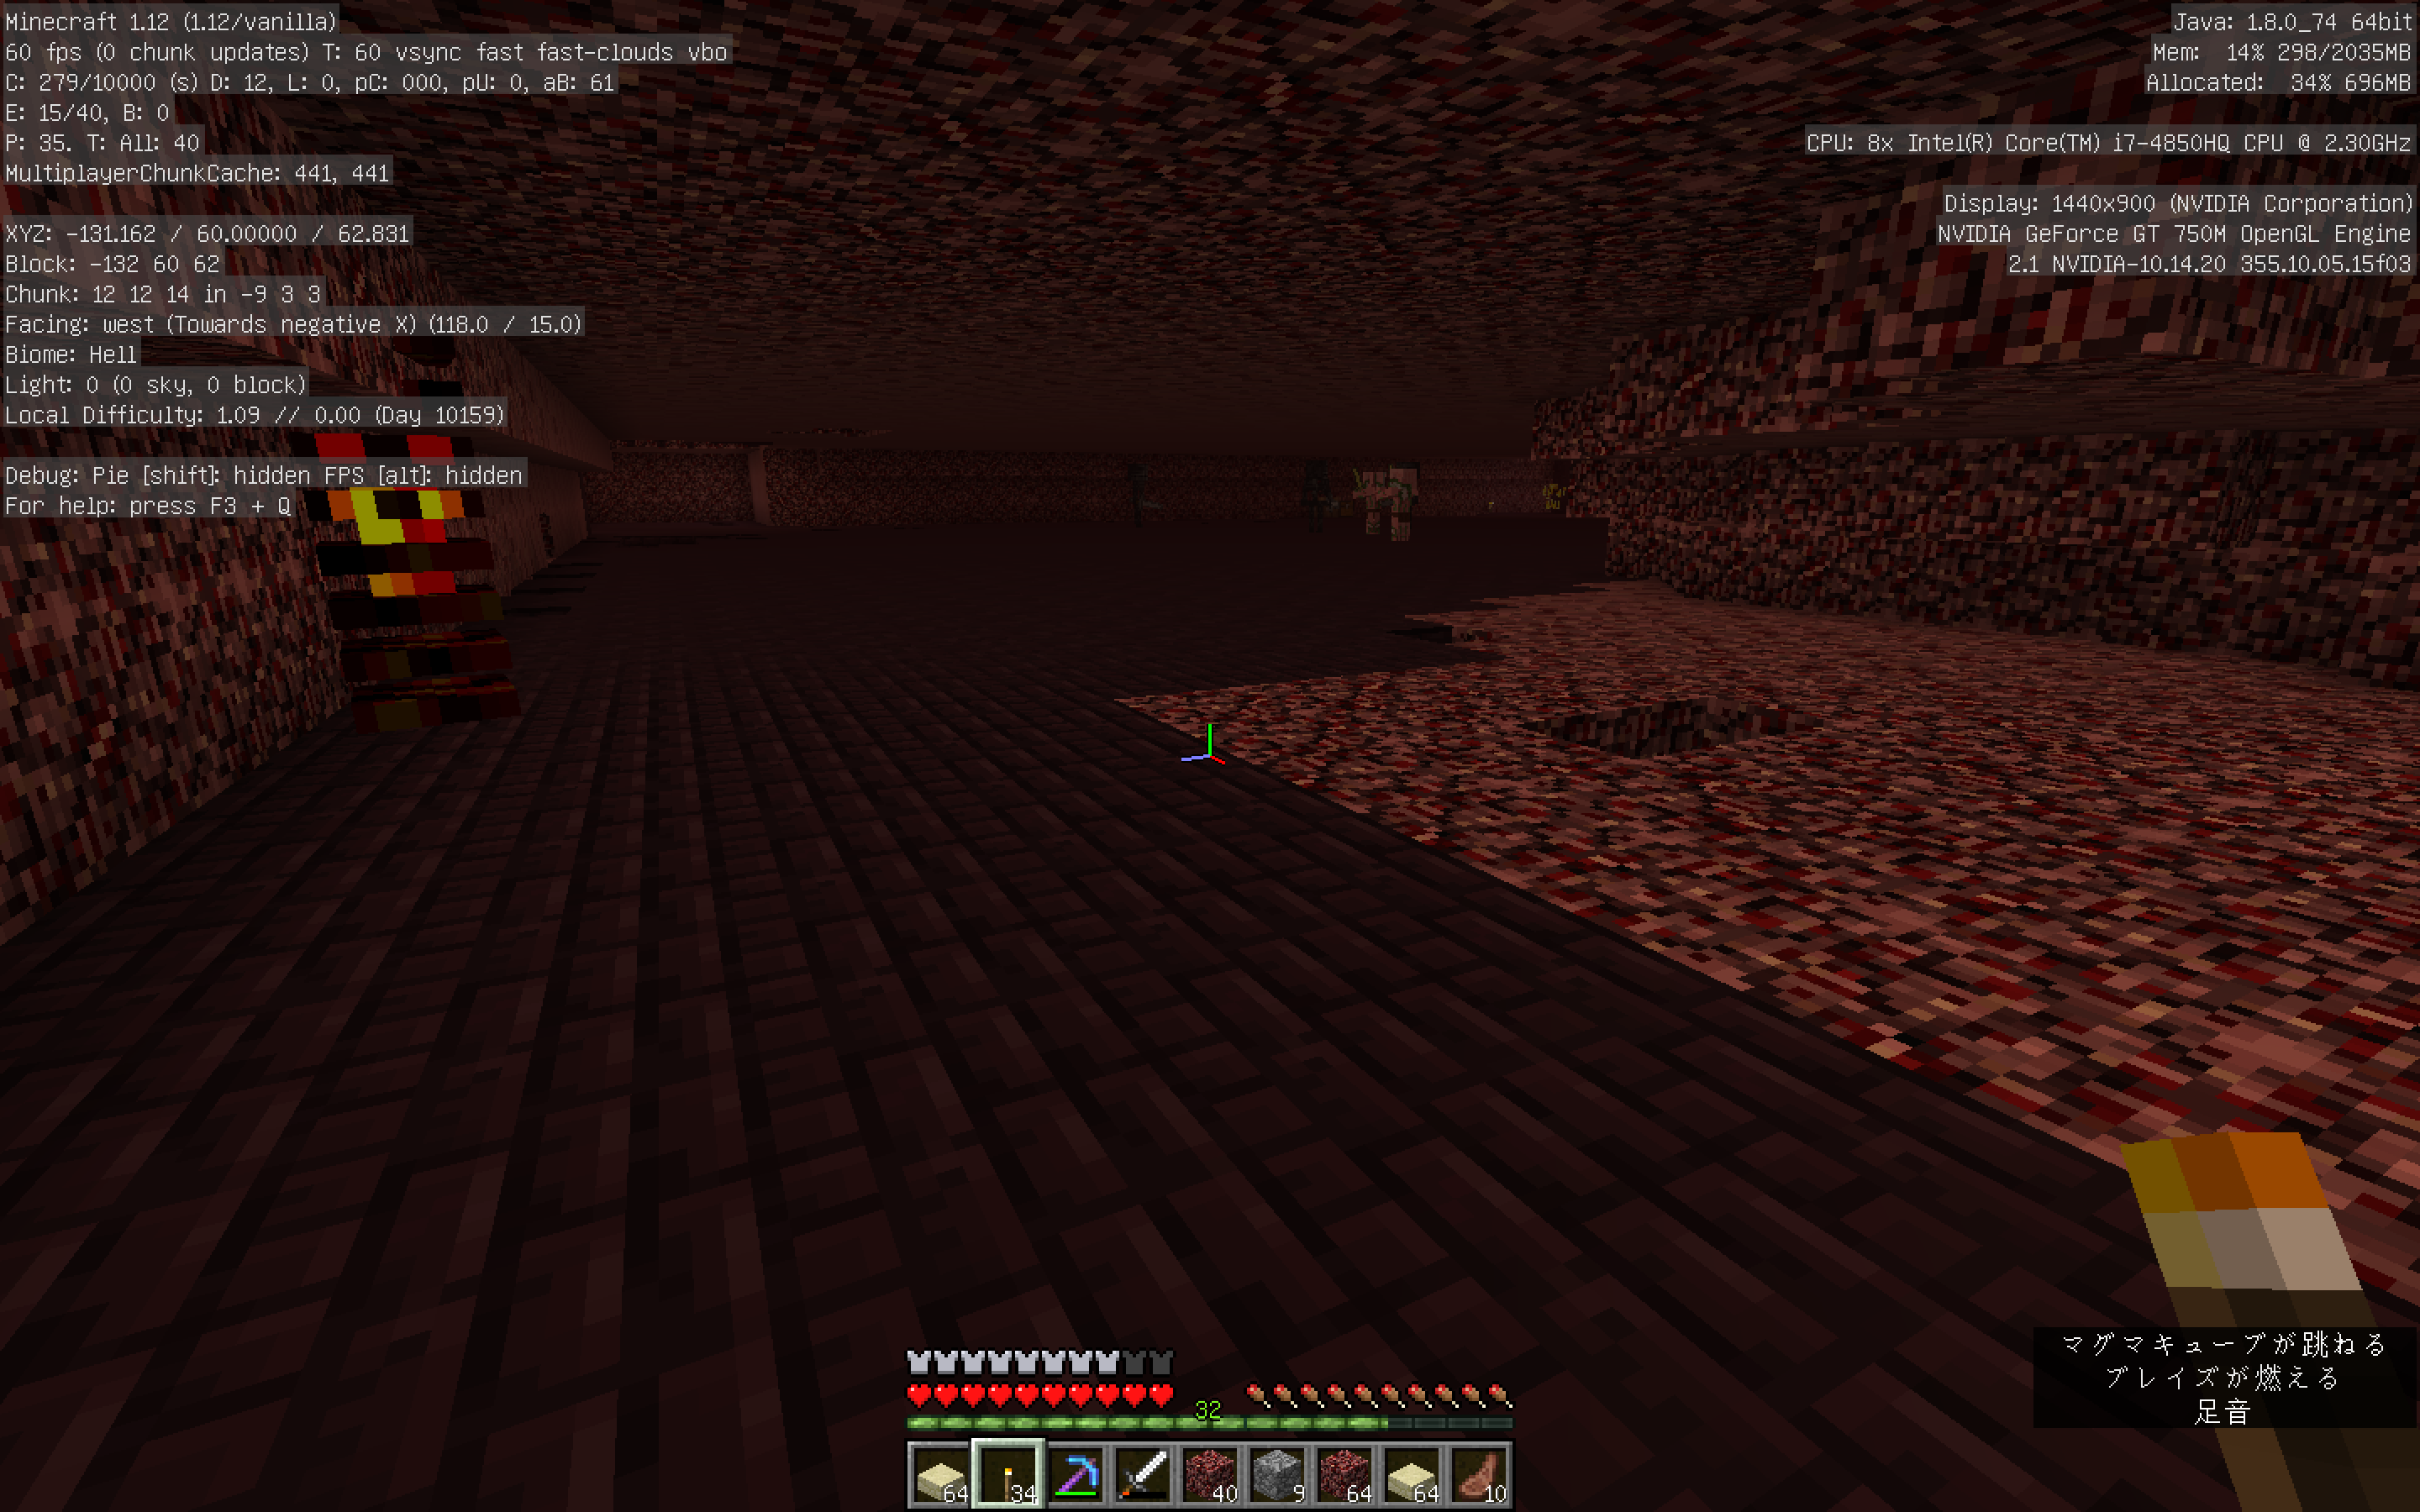 Minecraft 1.12 (1.12/vanilla)
60 fps (0 chunk updates) T: 60 vsync fast fast-clouds vbo
C: 279/10000 (s) D: 12, L: 0, pC: 000, pU: 0, aB: 61
E: 15/40, B: 0
P: 35. T: All: 40
MultiplayerChunkCache: 441, 441
XYZ: -131.162 / 60.00000 / 62.831
Block: -132 60 62
Chunk: 12 12 14 in -9 3 3
Facing: west (Towards negative X) (118.0 / 15.0)
Biome: Hell
Light: 0 (0 sky, 0 block)
Local Difficulty: 1.09 // 0.00 (Day 10159)
Debug: Pie [shift]: hidden FPS [alt]: hidden
For help: press F3 + Q
Java: 1.8.0_74 64bit
Mem: 14% 298/2035MB
Allocated: 34% 696MB
CPU: 8x Intel(R) Core(TM) i7-4850HQ CPU @ 2.30GHz
Display: 1440x900 (NVIDIA Corporation)
NVIDIA GeForce GT 750M OpenGL Engine
2.1 NVIDIA-10.14.20 355.10.05.15f03
マグマキューブが跳ねる
ブレイズが燃える
足音
32
64 34 40 9 64 64 10